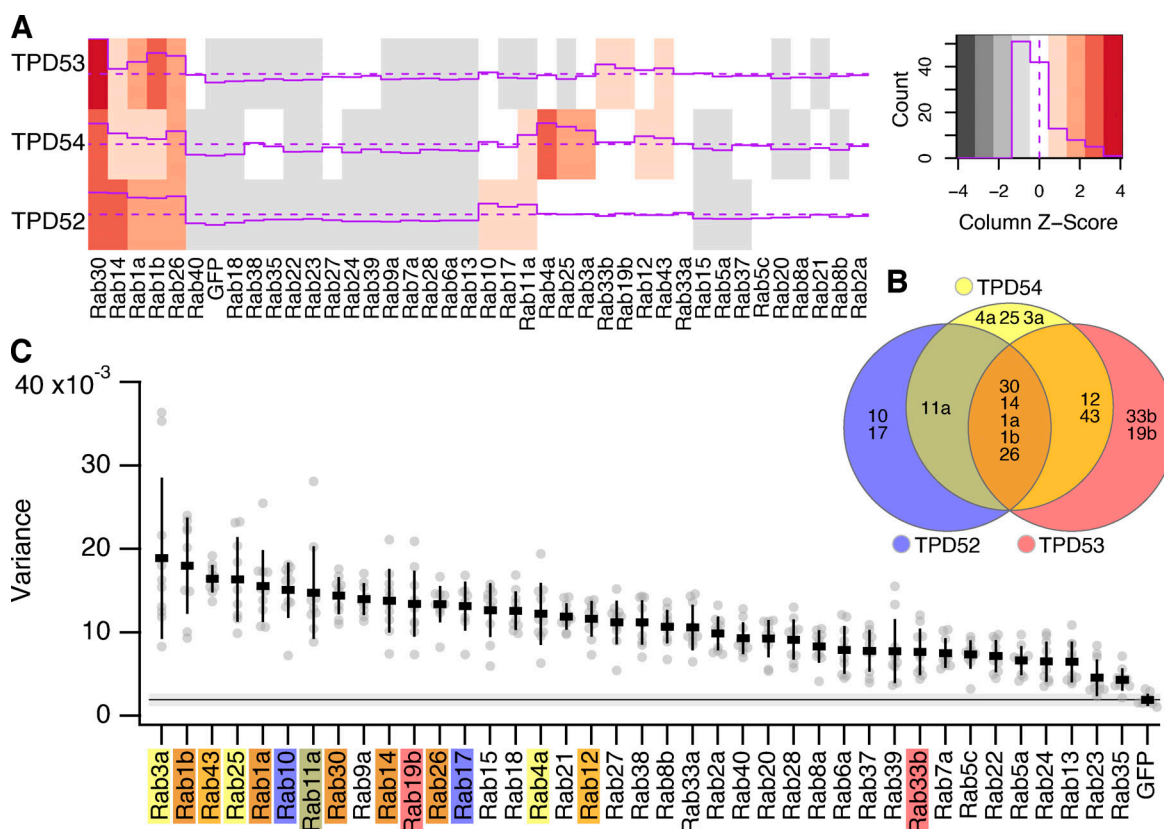 A
TPD53
TPD54
TPD52
Rab30
Rab14
Rab1a
Rab1b
Rab26
Rab40
GFP
Rab18
Rab38
Rab35
Rab22
Rab23
Rab27
Rab24
Rab39
Rab9a
Rab7a
Rab28
Rab6a
Rab13
Rab10
Rab17
Rab11a
Rab4a
Rab25
Rab3a
Rab33b
Rab19b
Rab12
Rab43
Rab33a
Rab15
Rab5a
Rab37
Rab5c
Rab20
Rab8a
Rab21
Rab8b
Rab2a
Count
40
20
0
−4 −2 0 2 4
Column Z−Score
B
TPD54
4a 25 3a
10
17
11a
30
14
1a
1b
26
12
43
33b
19b
TPD52
TPD53
C
40 x10-3
30
20
10
0
Variance
Rab3a
Rab1b
Rab43
Rab25
Rab1a
Rab10
Rab11a
Rab30
Rab9a
Rab14
Rab19b
Rab26
Rab17
Rab15
Rab18
Rab4a
Rab21
Rab12
Rab27
Rab38
Rab8b
Rab33a
Rab2a
Rab40
Rab20
Rab28
Rab8a
Rab6a
Rab37
Rab39
Rab33b
Rab7a
Rab5c
Rab22
Rab5a
Rab24
Rab13
Rab23
Rab35
GFP